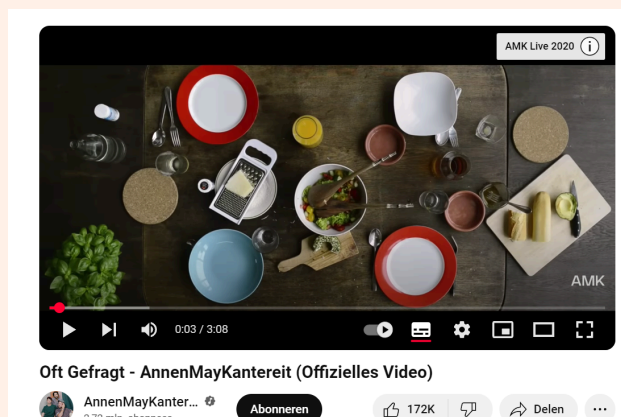 AMK Live 2020
AMK
0:03 / 3:08
Oft Gefragt - AnnenMayKantereit (Offizielles Video)
AnnenMayKanter...
Abonneren
172K
Delen